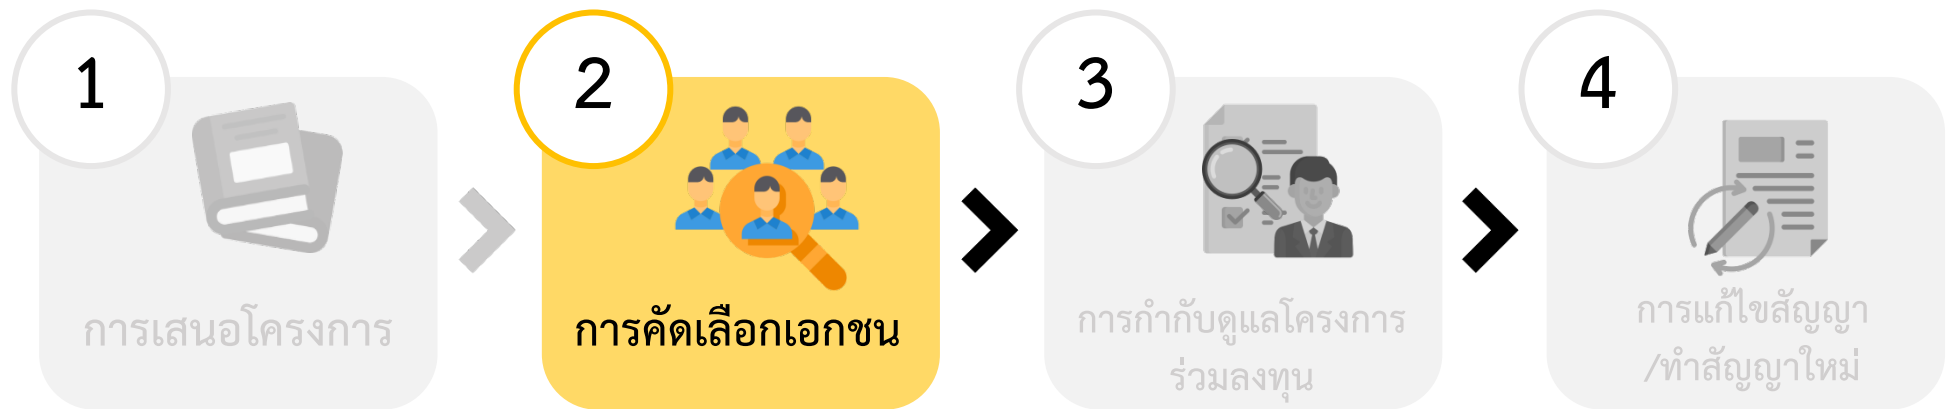 1
การเสนอโครงการ
2
การคัดเลือกเอกชน
3
การกำกับดูแลโครงการ
ร่วมลงทุน
4
การแก้ไขสัญญา
/ทำสัญญาใหม่